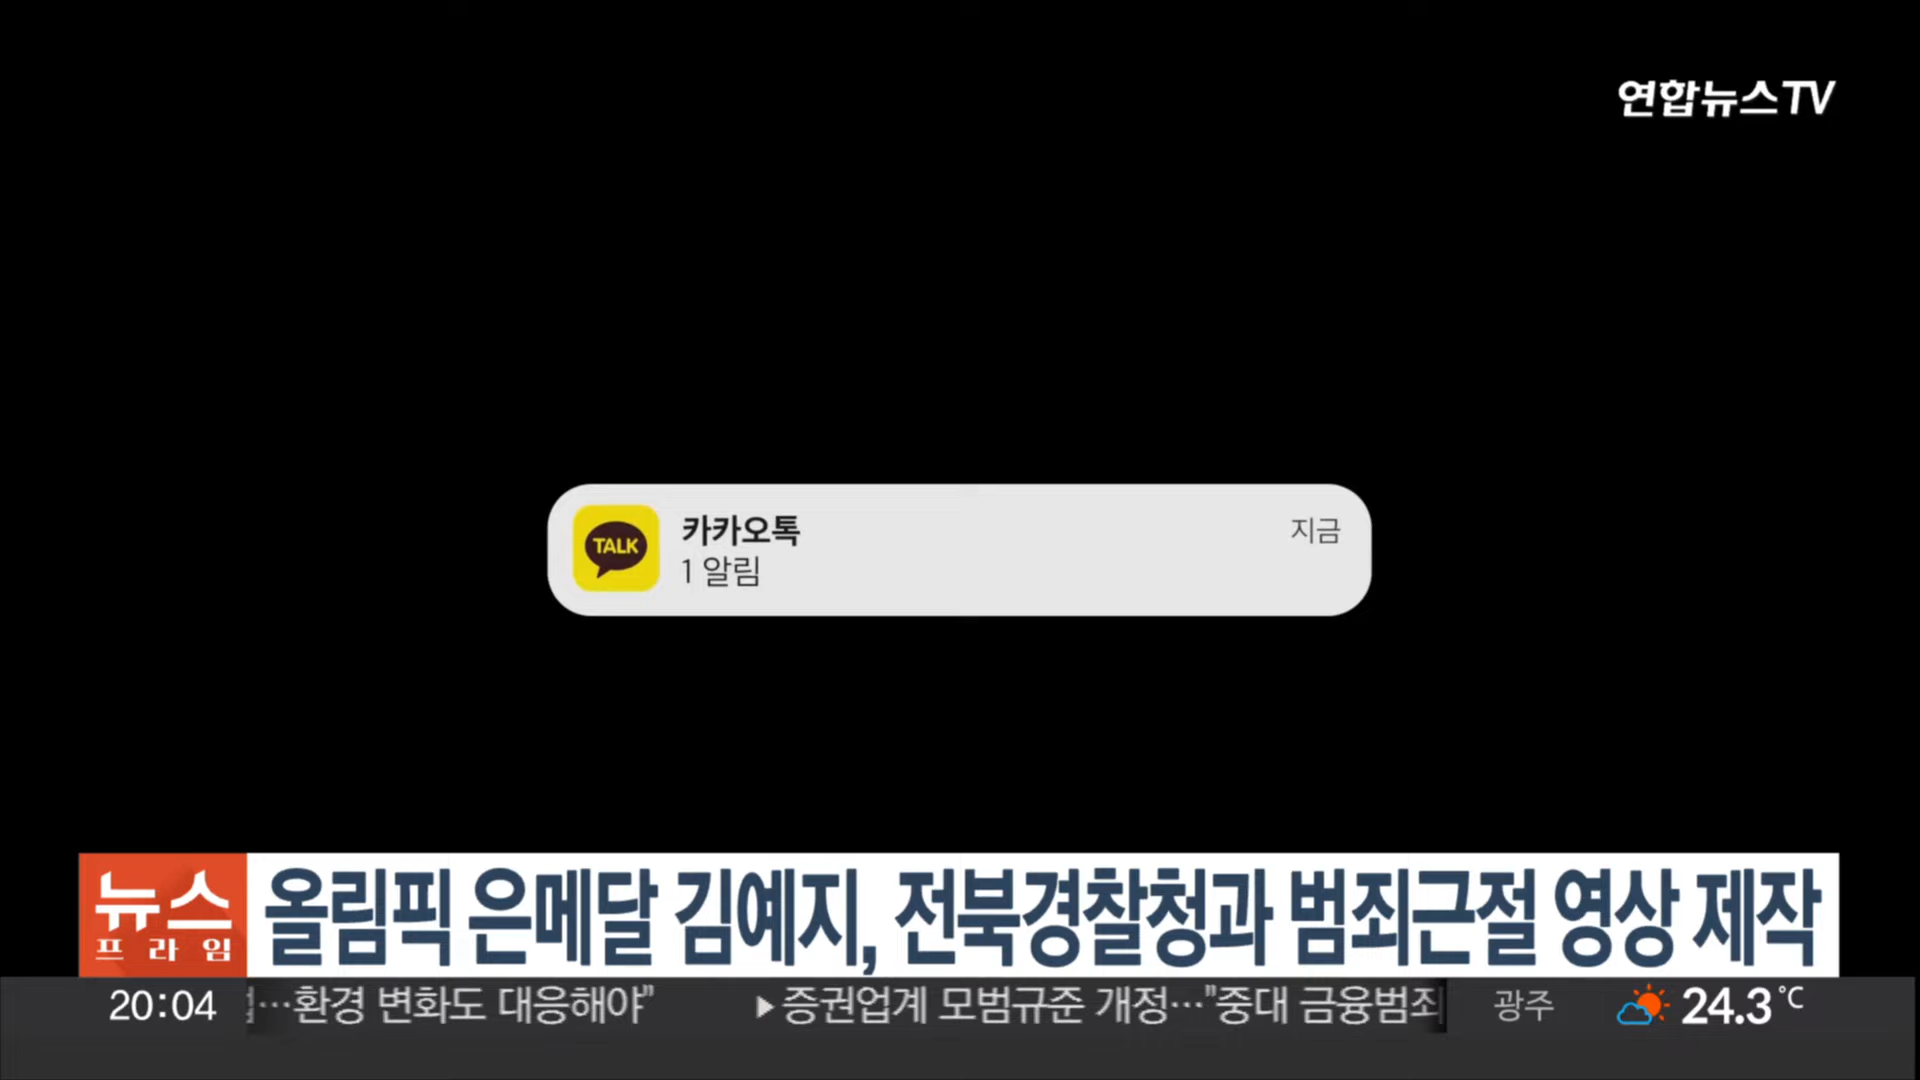 연합뉴스TV
TALK
카카오톡
지금
1 알림
뉴스
프라임
올림픽 은메달 김예지, 전북경찰청과 범죄근절 영상 제작
20:04
…환경 변화도 대응해야"
▶증권업계 모범규준 개정…"중대 금융범죄
광주
24.3℃